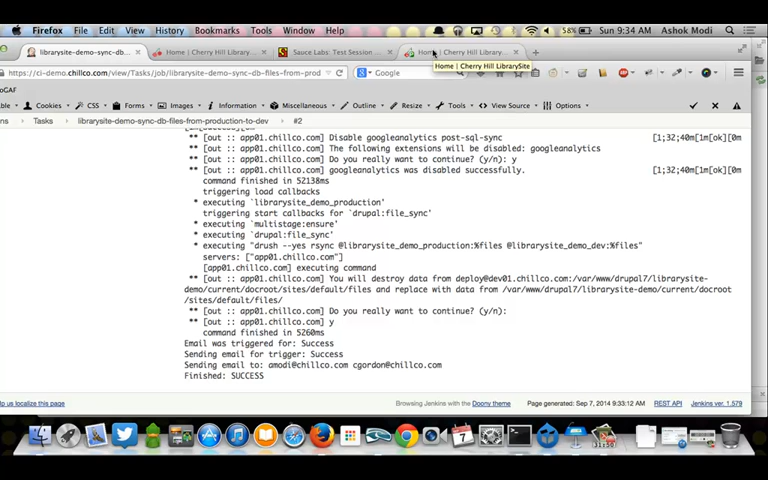 Firefox File Edit View History Bookmarks Tools Window Help 58% Sun 9:34 AM Ashok Modi
librarysite-demo-sync-db... × Home | Cherry Hill Library... × Sauce Labs: Test Session ... × Home | Cherry Hill Library... × +
https://ci-demo.chillco.com/view/Tasks/job/librarysite-demo-sync-db-files-from-prod Google
Home | Cherry Hill LibrarySite
oGAF
Cookies CSS Forms Images Information Miscellaneous Outline Resize Tools View Source Options
ns Tasks librarysite-demo-sync-db-files-from-production-to-dev #2
** [out :: app01.chillco.com] Disable googleanalytics post-sql-sync [1;32;40m[1m[ok][0m
** [out :: app01.chillco.com] The following extensions will be disabled: googleanalytics
** [out :: app01.chillco.com] Do you really want to continue? (y/n): y
** [out :: app01.chillco.com] googleanalytics was disabled successfully. [1;32;40m[1m[ok][0m
command finished in 52138ms
triggering load callbacks
* executing `librarysite_demo_production'
triggering start callbacks for `drupal:file_sync'
* executing `multistage:ensure'
* executing `drupal:file_sync'
* executing "drush --yes rsync @librarysite_demo_production:%files @librarysite_demo_dev:%files"
servers: ["app01.chillco.com"]
[app01.chillco.com] executing command
** [out :: app01.chillco.com] You will destroy data from deploy@dev01.chillco.com:/var/www/drupal7/librarysite-
demo/current/docroot/sites/default/files and replace with data from /var/www/drupal7/librarysite-demo/current/docroot
/sites/default/files/
** [out :: app01.chillco.com] Do you really want to continue? (y/n):
** [out :: app01.chillco.com] y
command finished in 5260ms
Email was triggered for: Success
Sending email for trigger: Success
Sending email to: amodi@chillco.com cgordon@chillco.com
Finished: SUCCESS
elp us localize this page Browsing Jenkins with the Doony theme Page generated: Sep 7, 2014 9:33:12 AM REST API Jenkins ver. 1.579
7